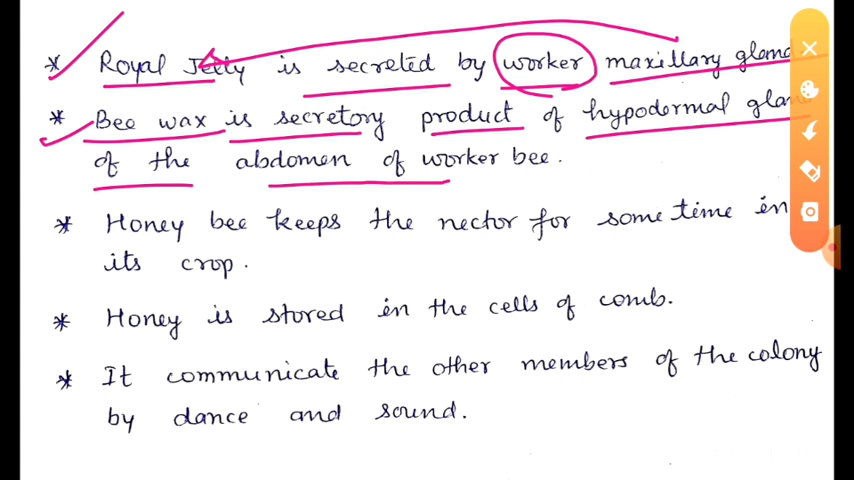 * Royal Jelly is secreted by worker maxillary gland
* Bee wax is secretory product of hypodermal glan
of the abdomen of worker bee.
* Honey bee keeps the nector for some time in
its crop.
* Honey is stored in the cells of comb.
* It communicate the other members of the colony
by dance and sound.